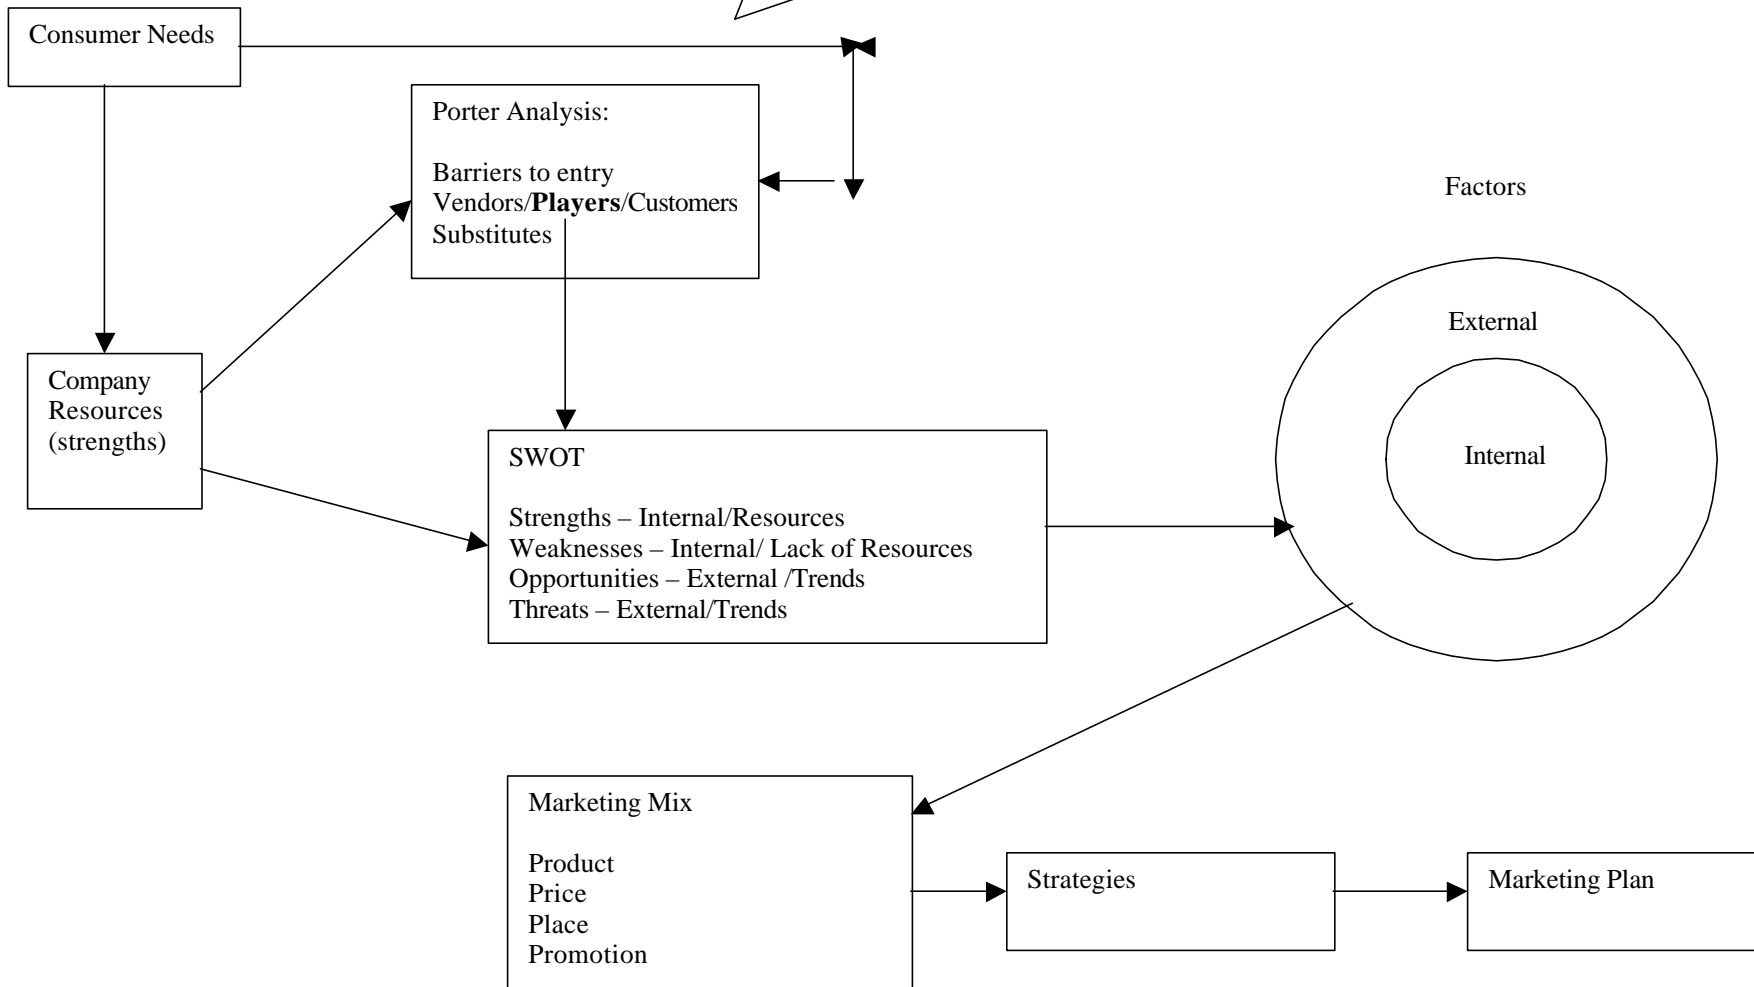 Consumer Needs
Porter Analysis:
Barriers to entry
Vendors/Players/Customers
Substitutes
Factors
External
Internal
Company
Resources
(strengths)
SWOT
Strengths – Internal/Resources
Weaknesses – Internal/ Lack of Resources
Opportunities – External /Trends
Threats – External/Trends
Marketing Mix
Product
Price
Place
Promotion
Strategies
Marketing Plan